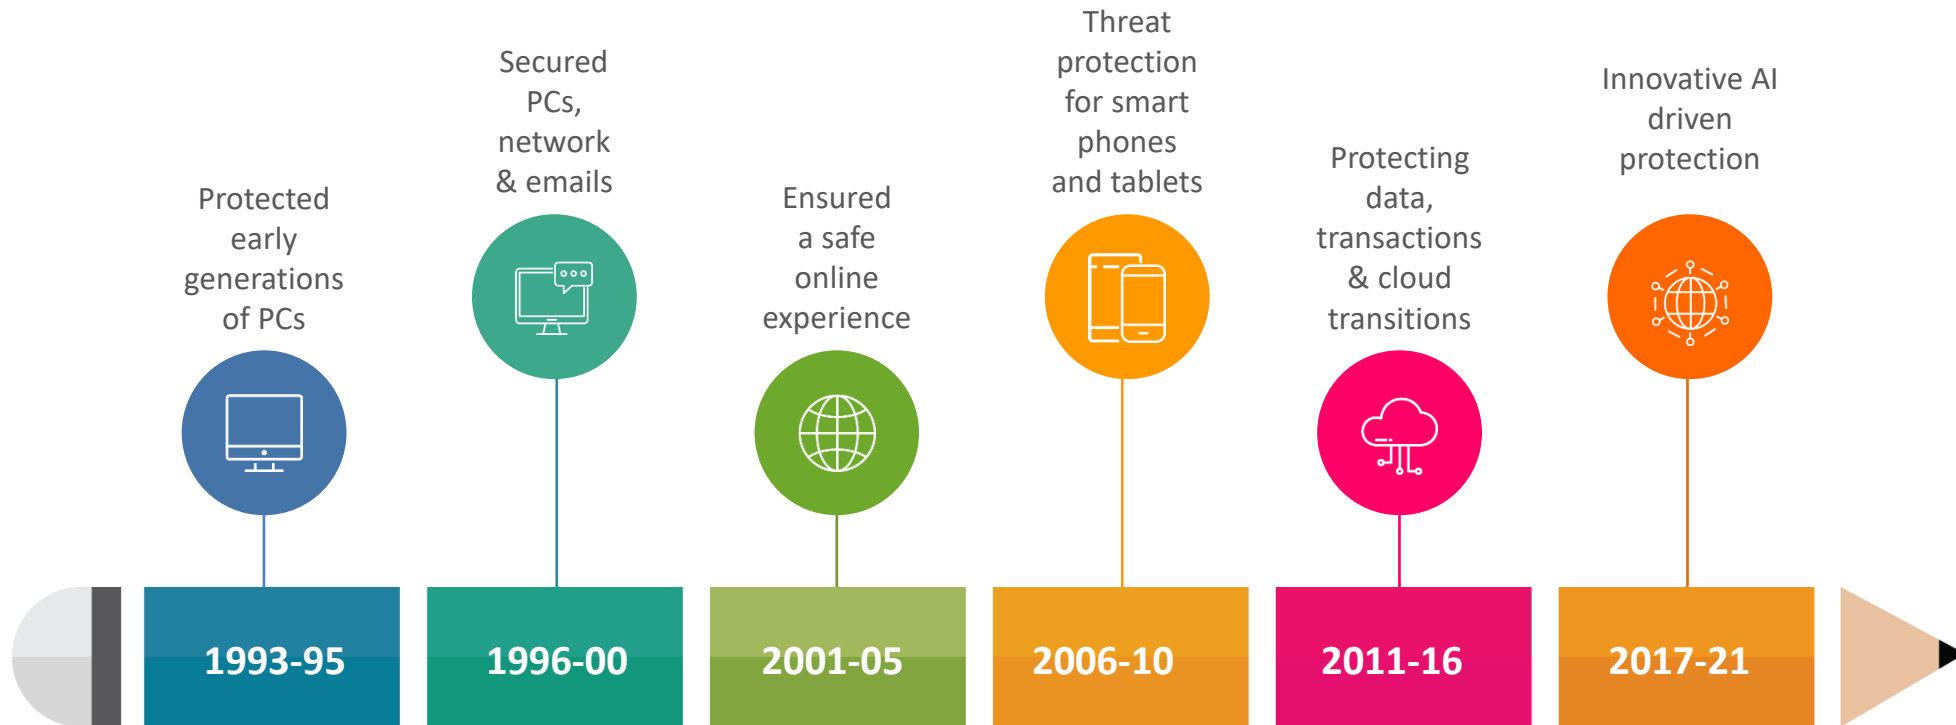 Protected
early
generations
of PCs
Secured
PCs,
network
& emails
Ensured
a safe
online
experience
Threat
protection
for smart
phones
and tablets
Protecting
data,
transactions
& cloud
transitions
Innovative AI
driven
protection
1993-95
1996-00
2001-05
2006-10
2011-16
2017-21